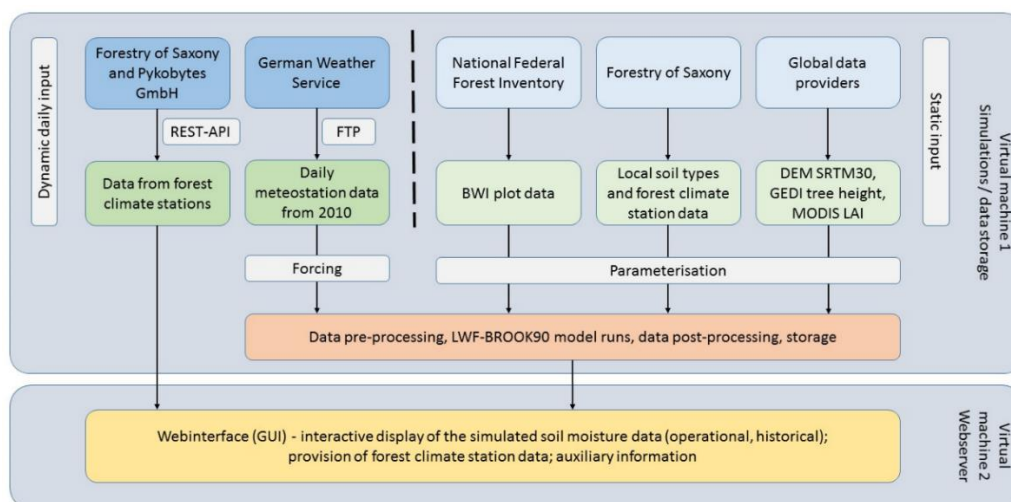 Dynamic daily input
Forestry of Saxony
and Pykobytes
GmbH
German Weather
Service
National Federal
Forest Inventory
Forestry of Saxony
Global data
providers
Static input
Virtual machine 1
Simulations / data storage
REST-API
FTP
Data from forest
climate stations
Daily
meteostation data
from 2010
BWI plot data
Local soil types
and forest climate
station data
DEM SRTM30,
GEDI tree height,
MODIS LAI
Forcing
Parameterisation
Data pre-processing, LWF-BROOK90 model runs, data post-processing, storage
Webinterface (GUI) - interactive display of the simulated soil moisture data (operational, historical);
provision of forest climate station data; auxiliary information
Virtual
machine 2
Webserver